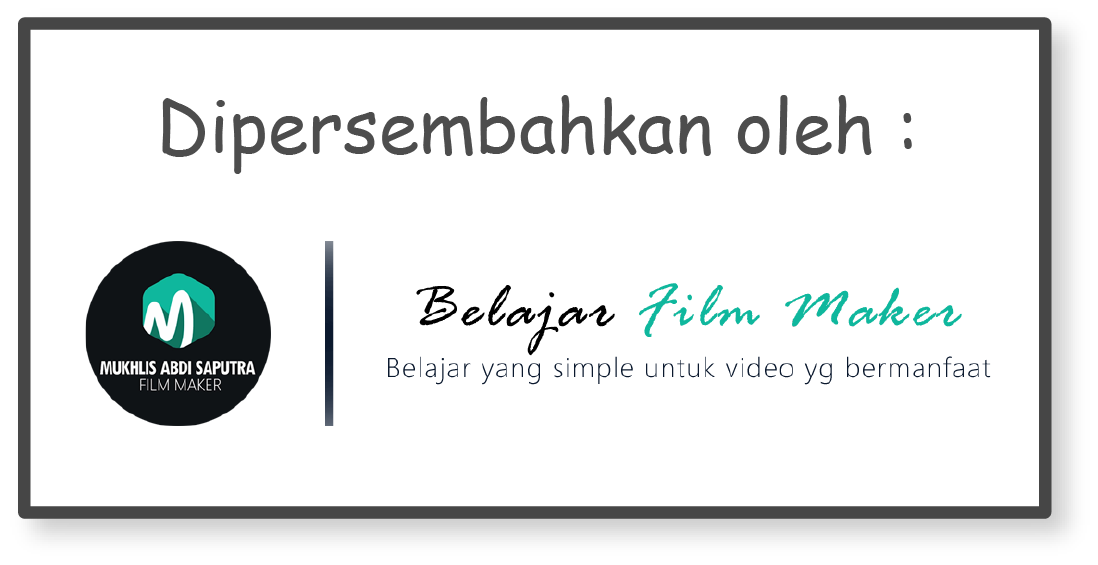 Dipersembahkan oleh :
MUKHLIS ABDI SAPUTRA
FILM MAKER
Belajar Film Maker
Belajar yang simple untuk video yg bermanfaat